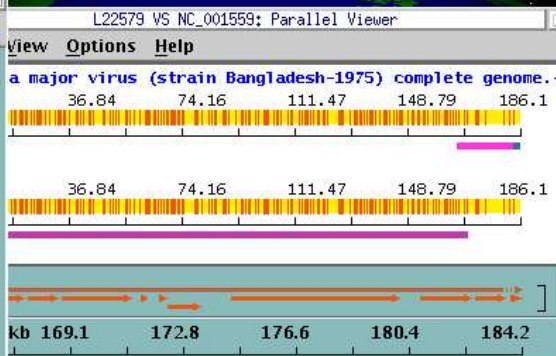 L22579 VS NC_001559: Parallel Viewer
View Options Help
a major virus (strain Bangladesh-1975) complete genome.
36.84 74.16 111.47 148.79 186.1
36.84 74.16 111.47 148.79 186.1
kb 169.1 172.8 176.6 180.4 184.2